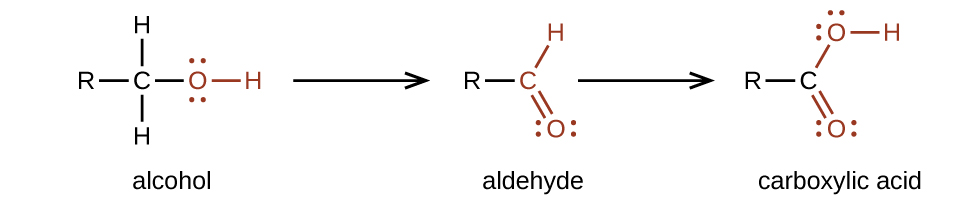 H
R C O H
H
alcohol
H
R C
O
aldehyde
O H
R C
O
carboxylic acid